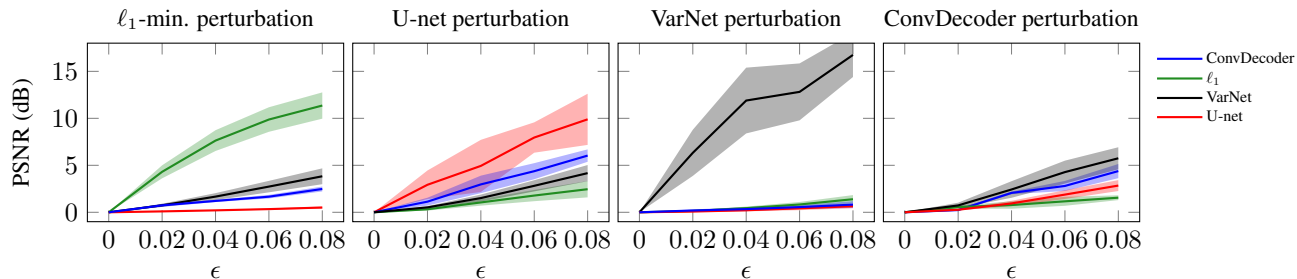 ℓ₁-min. perturbation
U-net perturbation
VarNet perturbation
ConvDecoder perturbation
PSNR (dB)
15
10
5
0
0 0.02 0.04 0.06 0.08
0 0.02 0.04 0.06 0.08
0 0.02 0.04 0.06 0.08
0 0.02 0.04 0.06 0.08
ϵ
ϵ
ϵ
ϵ
ConvDecoder
ℓ₁
VarNet
U-net